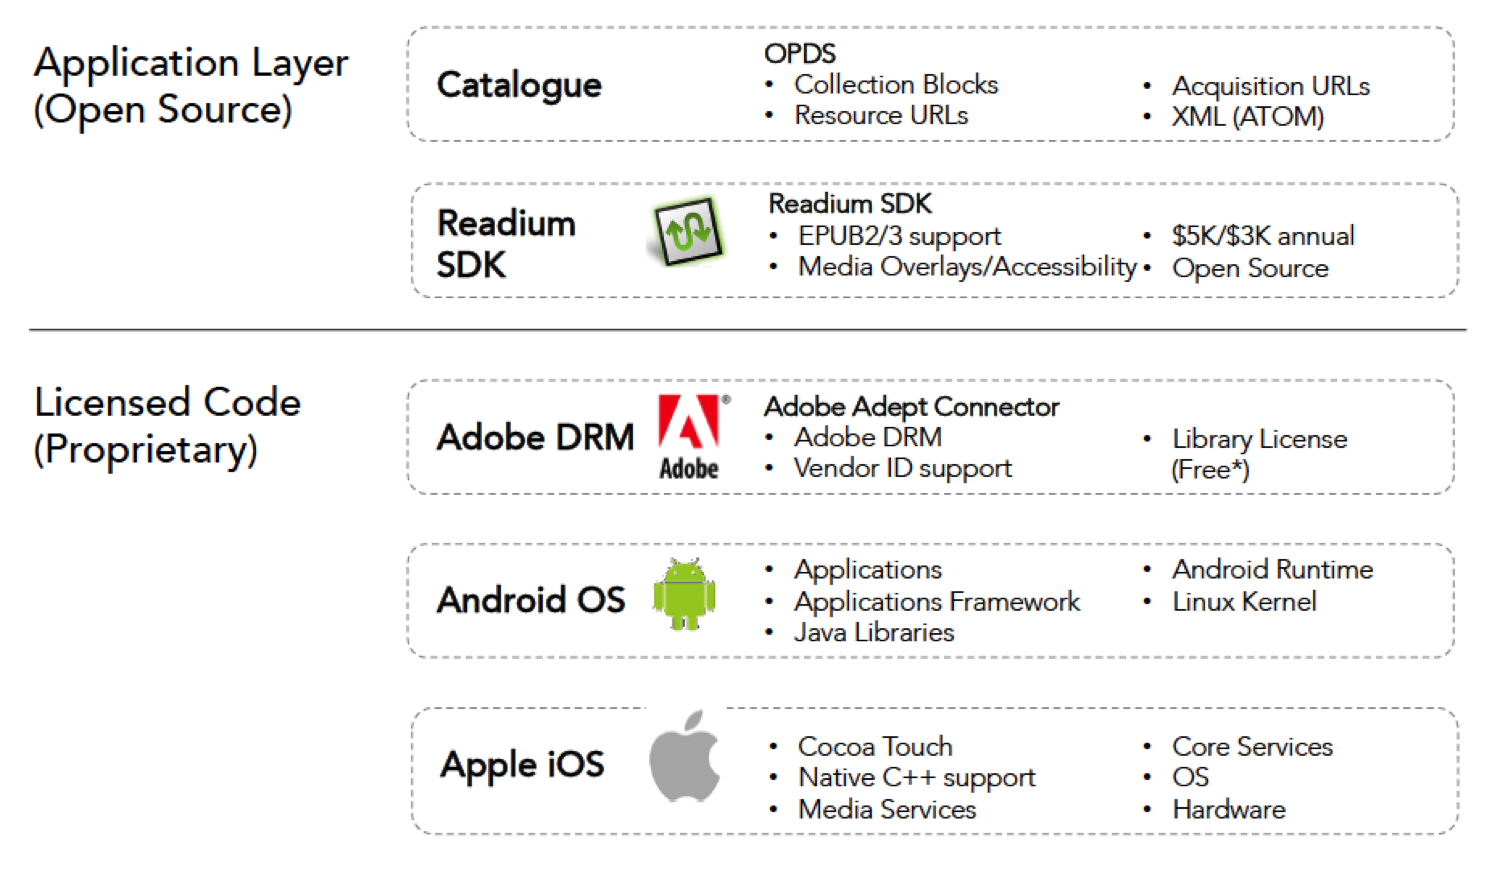 Application Layer
(Open Source)
Catalogue
OPDS
• Collection Blocks
• Resource URLs
• Acquisition URLs
• XML (ATOM)
Readium
SDK
Readium SDK
• EPUB2/3 support
• Media Overlays/Accessibility
• $5K/$3K annual
• Open Source
Licensed Code
(Proprietary)
Adobe DRM
®
Adobe
Adobe Adept Connector
• Adobe DRM
• Vendor ID support
• Library License
(Free*)
Android OS
• Applications
• Applications Framework
• Java Libraries
• Android Runtime
• Linux Kernel
Apple iOS
• Cocoa Touch
• Native C++ support
• Media Services
• Core Services
• OS
• Hardware